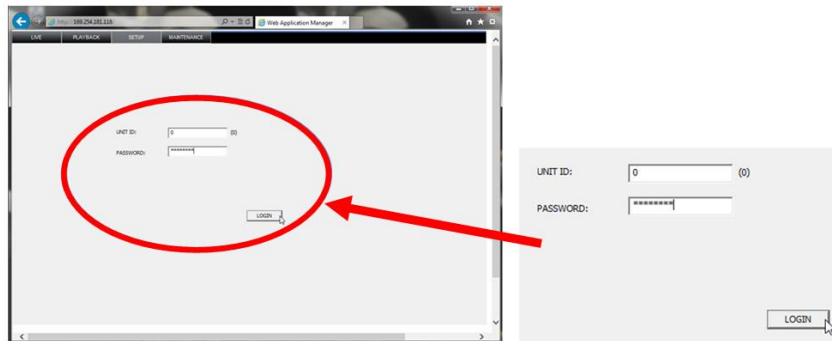 http://169.254.181.116
Web Application Manager
LIVE PLAYBACK SETUP MAINTENANCE
UNIT ID: 0 (0)
PASSWORD: ********
LOGIN
UNIT ID: 0 (0)
PASSWORD: ********
LOGIN